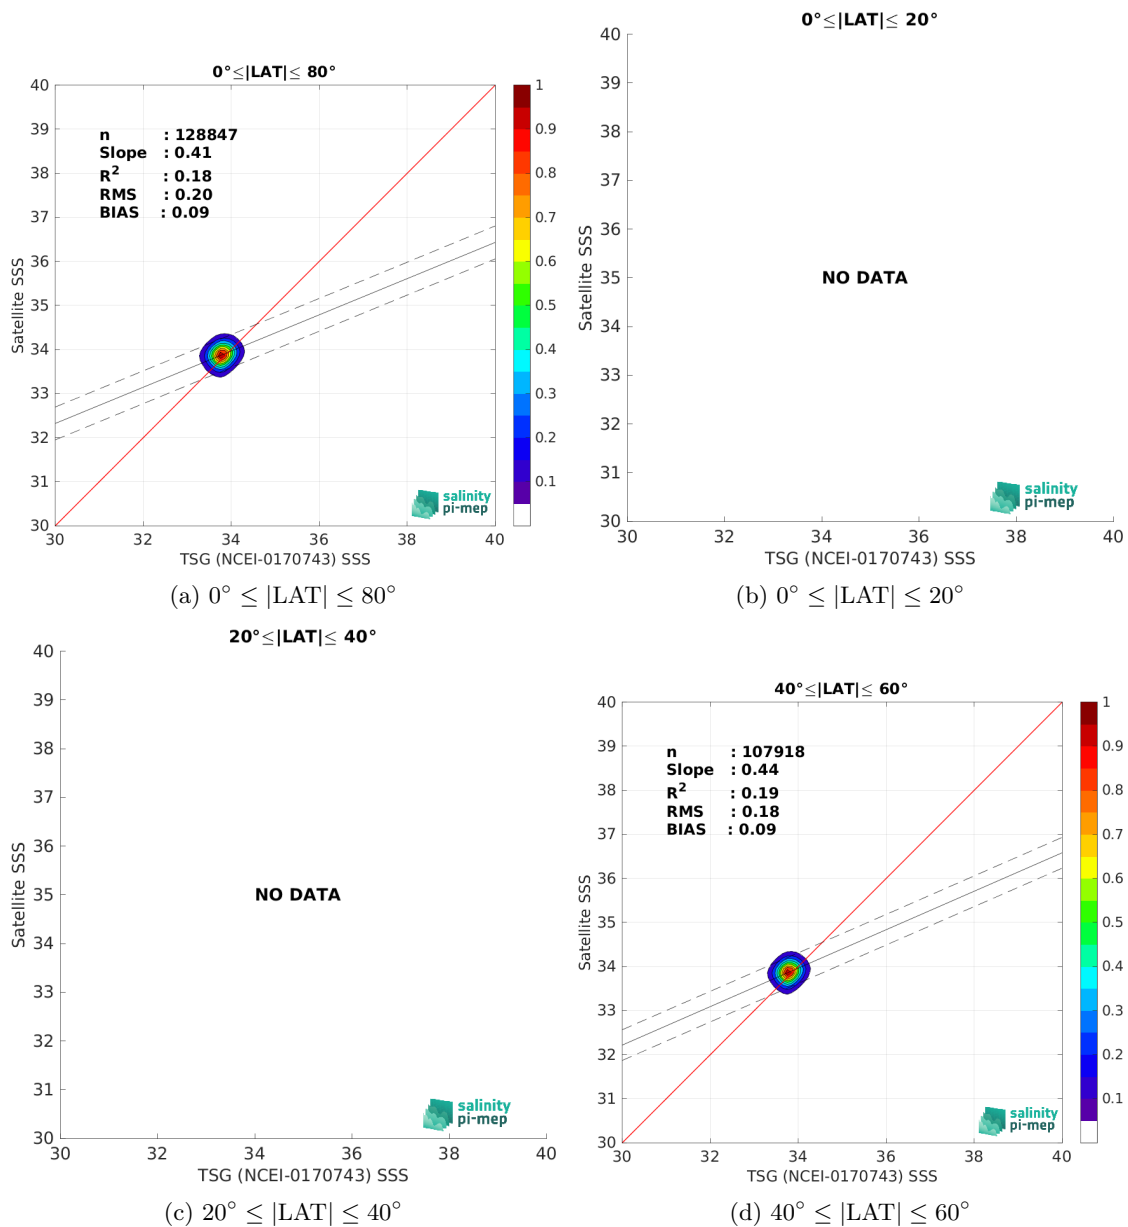 0°≤|LAT|≤ 80°
40
39
38
37
36
35
34
33
32
31
30
Satellite SSS
n : 128847
Slope : 0.41
R² : 0.18
RMS : 0.20
BIAS : 0.09
salinity
pi-mep
30 32 34 36 38 40
TSG (NCEI-0170743) SSS
1
0.9
0.8
0.7
0.6
0.5
0.4
0.3
0.2
0.1
(a) 0° ≤ |LAT| ≤ 80°
0°≤|LAT|≤ 20°
40
39
38
37
36
35
34
33
32
31
30
Satellite SSS
NO DATA
salinity
pi-mep
30 32 34 36 38 40
TSG (NCEI-0170743) SSS
(b) 0° ≤ |LAT| ≤ 20°
20°≤|LAT|≤ 40°
40
39
38
37
36
35
34
33
32
31
30
Satellite SSS
NO DATA
salinity
pi-mep
30 32 34 36 38 40
TSG (NCEI-0170743) SSS
(c) 20° ≤ |LAT| ≤ 40°
40°≤|LAT|≤ 60°
40
39
38
37
36
35
34
33
32
31
30
Satellite SSS
n : 107918
Slope : 0.44
R² : 0.19
RMS : 0.18
BIAS : 0.09
salinity
pi-mep
30 32 34 36 38 40
TSG (NCEI-0170743) SSS
1
0.9
0.8
0.7
0.6
0.5
0.4
0.3
0.2
0.1
(d) 40° ≤ |LAT| ≤ 60°